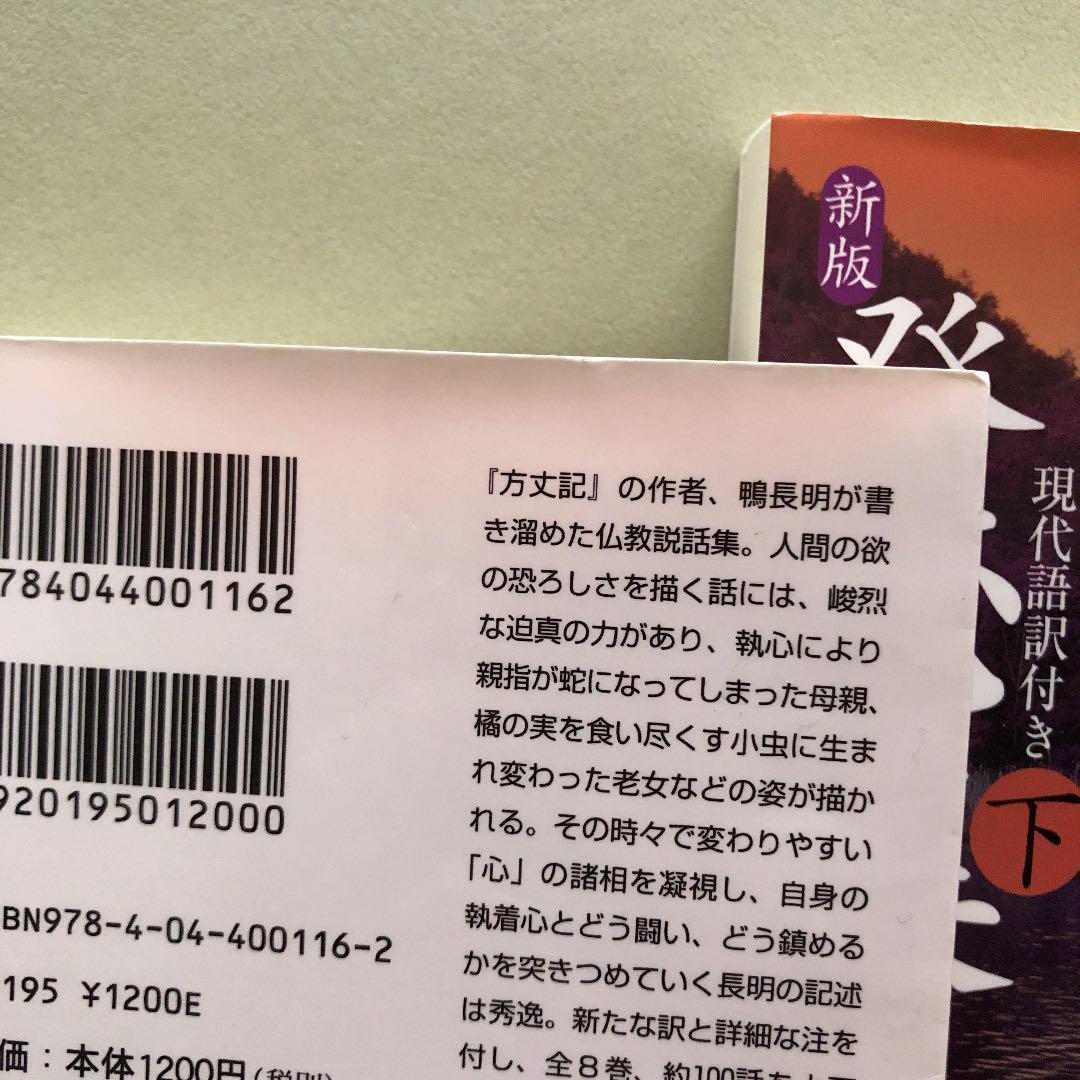 新版
現代語訳付き
下
『方丈記』の作者、鴨長明が書
き溜めた仏教説話集。人間の欲
の恐ろしさを描く話には、峻烈
な迫真の力があり、執心により
親指が蛇になってしまった母親、
橘の実を食い尽くす小虫に生ま
れ変わった老女などの姿が描か
れる。その時々で変わりやすい
「心」の諸相を凝視し、自身の
執着心とどう闘い、どう鎮める
かを突きつめていく長明の記述
は秀逸。新たな訳と詳細な注を
付し、全8巻、約100話を
784044001162
920195012000
BN978-4-04-400116-2
195 ¥1200E
価：本体1200円(税別)